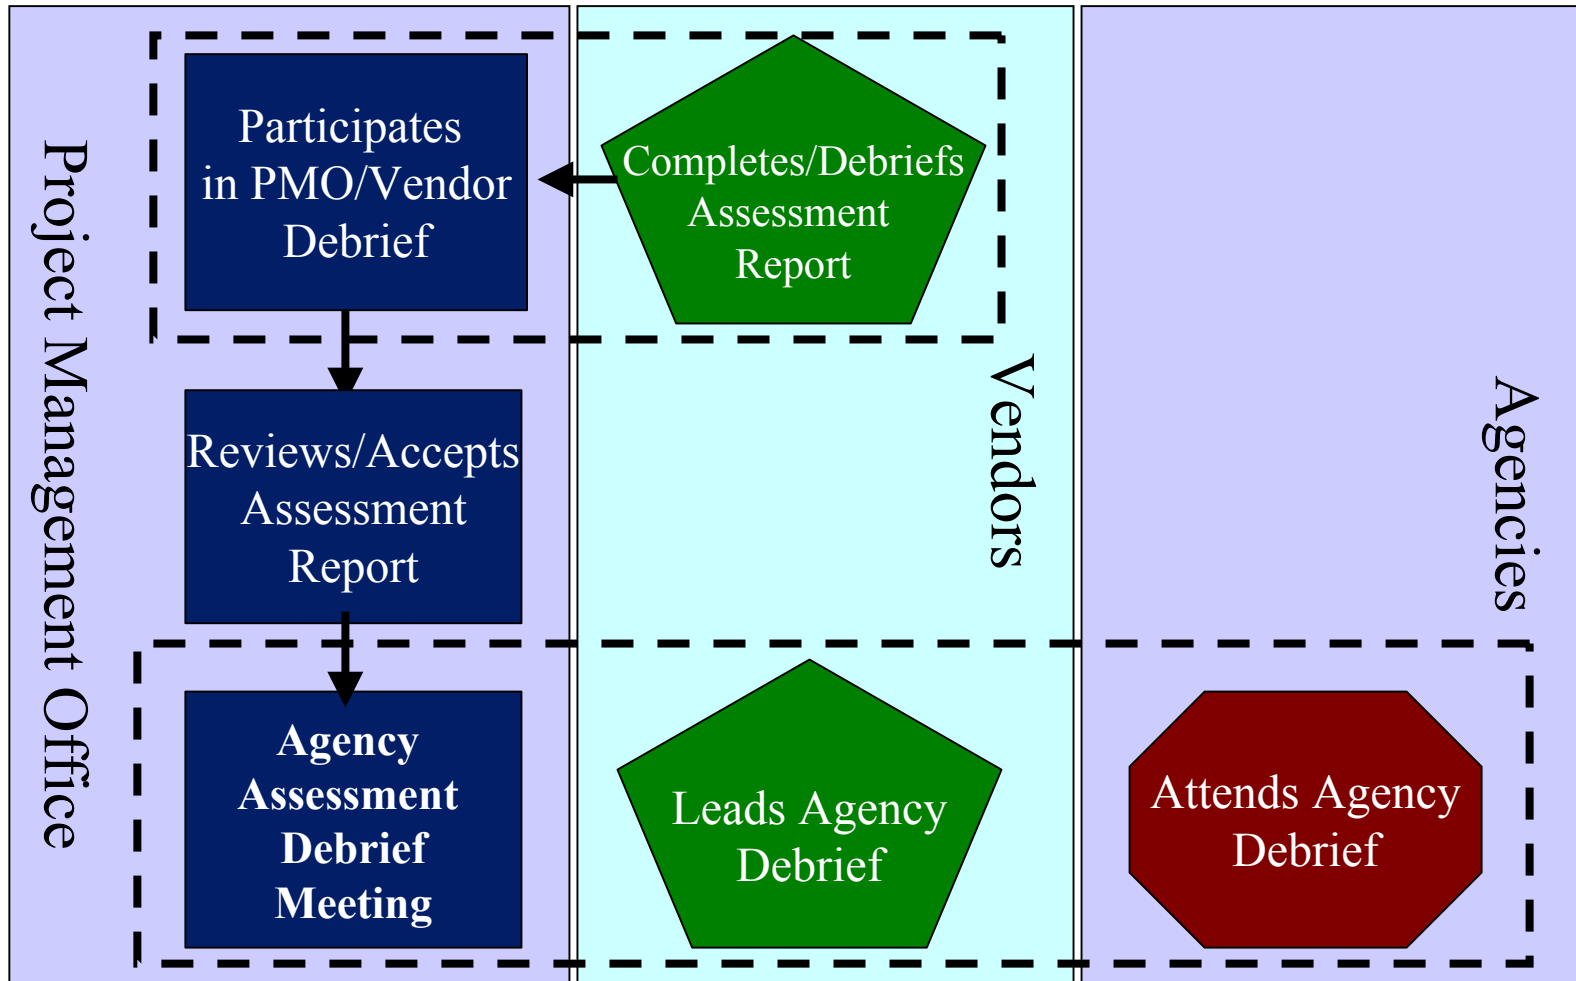 Project Management Office
Participates
in PMO/Vendor
Debrief
Reviews/Accepts
Assessment
Report
Agency
Assessment
Debrief
Meeting
Vendors
Completes/Debriefs
Assessment
Report
Leads Agency
Debrief
Agencies
Attends Agency
Debrief